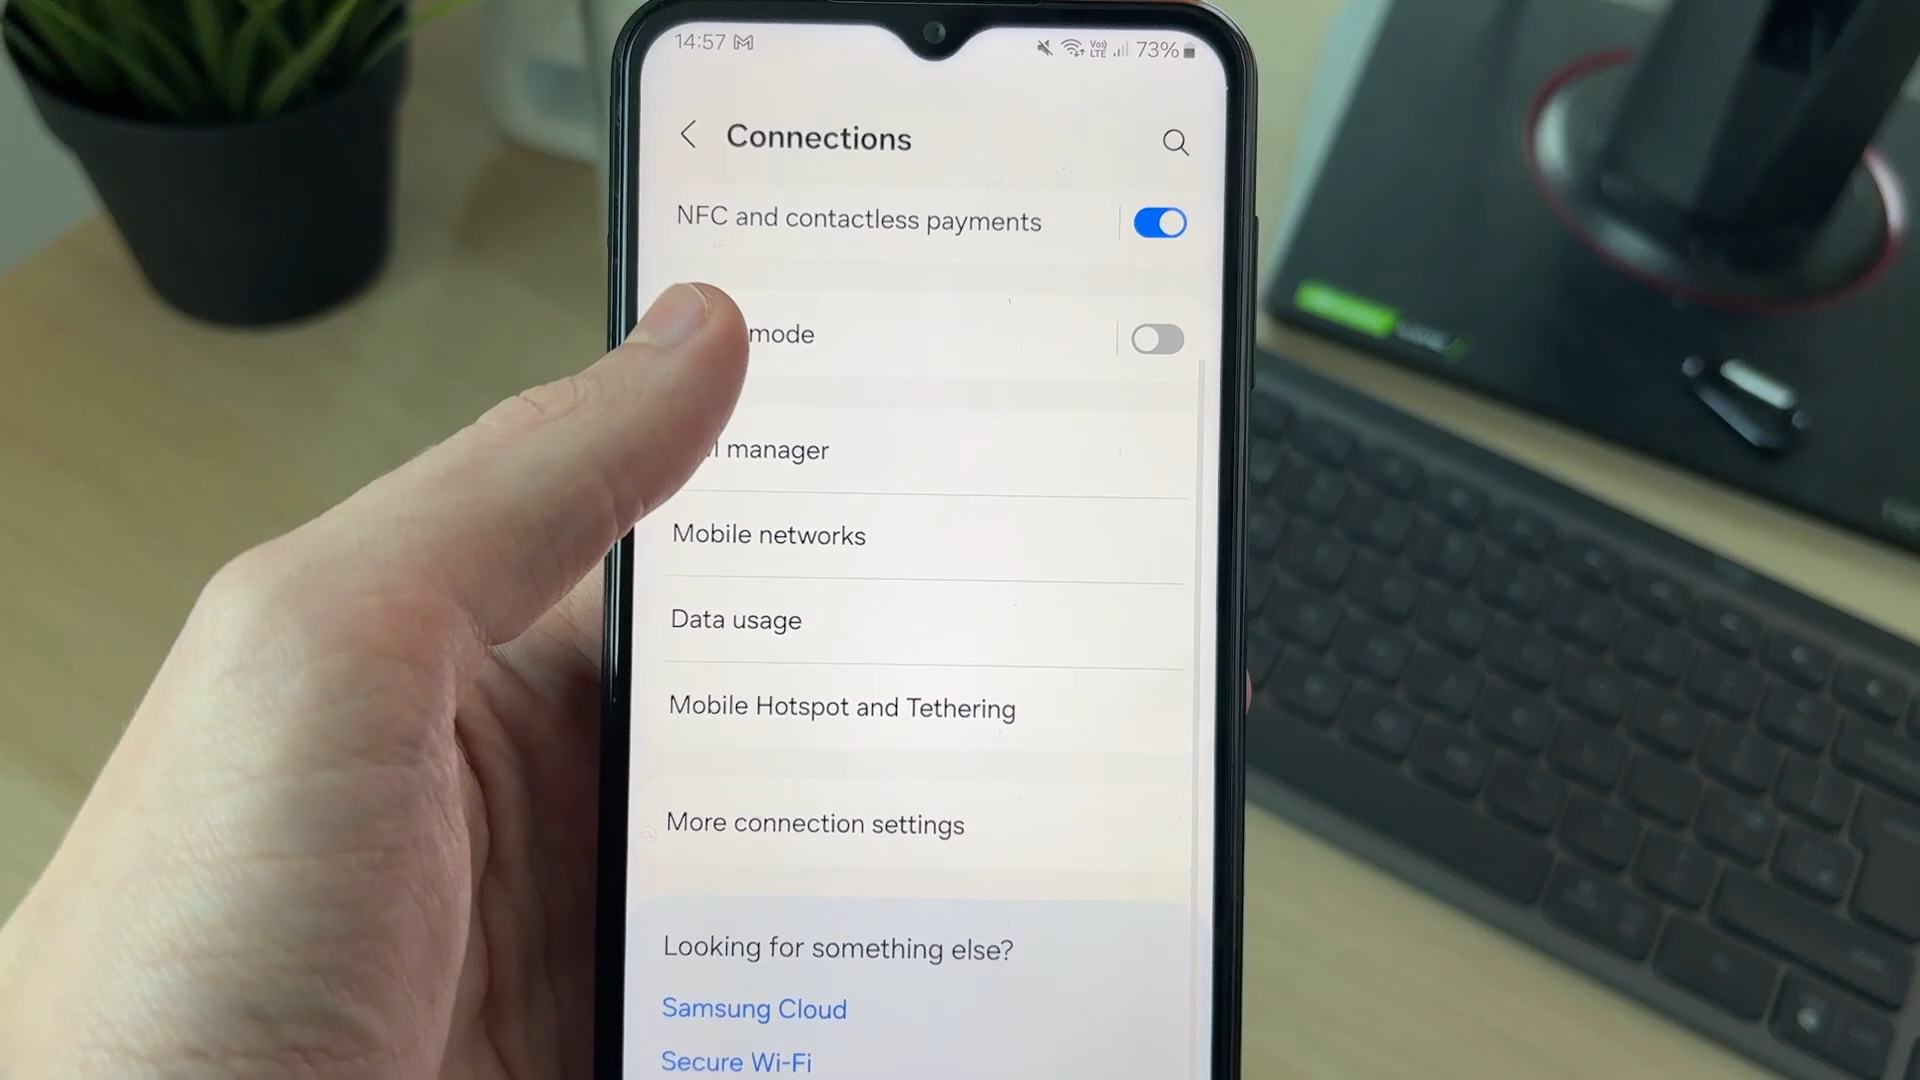 14:57 73%
Connections
NFC and contactless payments
mode
manager
Mobile networks
Data usage
Mobile Hotspot and Tethering
More connection settings
Looking for something else?
Samsung Cloud
Secure Wi-Fi